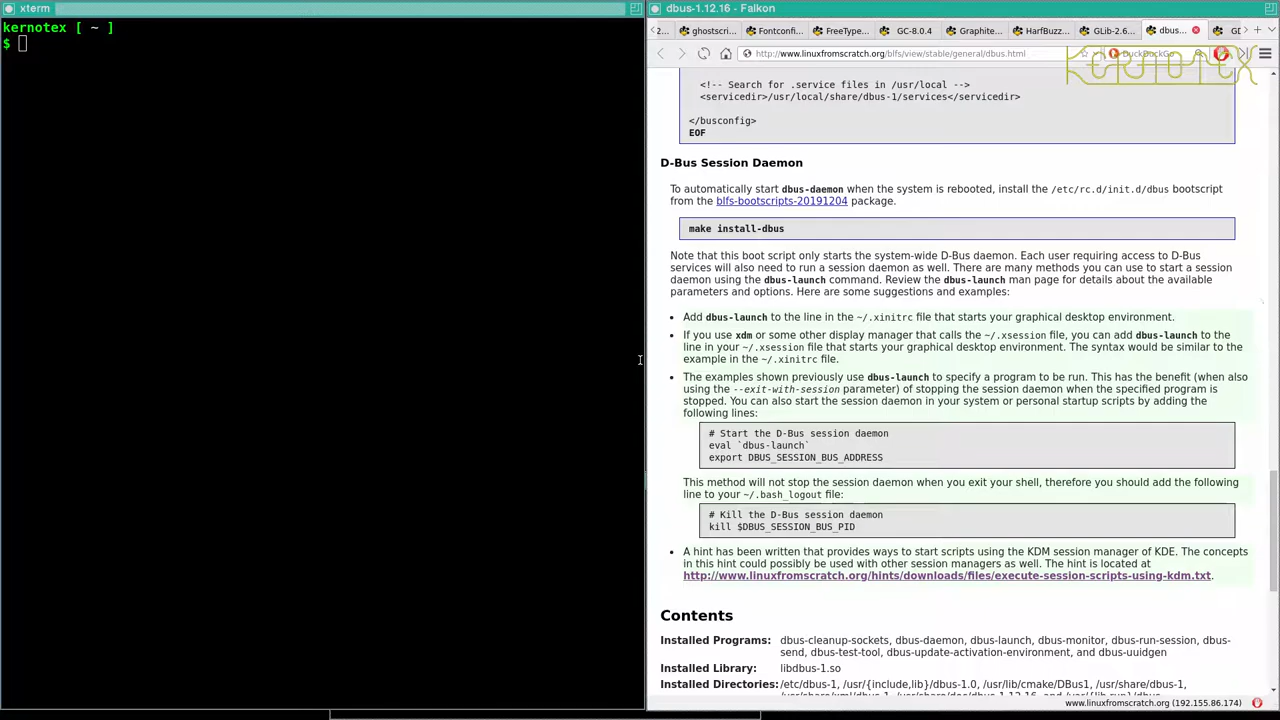 xterm
kernotex [ ~ ]
$
dbus-1.12.16 - Falkon
2... ghostscri... Fontconfi... FreeType... GC-8.0.4 Graphite... HarfBuzz... GLib-2.6... dbus...
http://www.linuxfromscratch.org/blfs/view/stable/general/dbus.html
DuckDuckGo
KERNOTEX
<!-- Search for .service files in /usr/local -->
<servicedir>/usr/local/share/dbus-1/services</servicedir>
</busconfig>
EOF
D-Bus Session Daemon
To automatically start dbus-daemon when the system is rebooted, install the /etc/rc.d/init.d/dbus bootscript
from the blfs-bootscripts-20191204 package.
make install-dbus
Note that this boot script only starts the system-wide D-Bus daemon. Each user requiring access to D-Bus
services will also need to run a session daemon as well. There are many methods you can use to start a session
daemon using the dbus-launch command. Review the dbus-launch man page for details about the available
parameters and options. Here are some suggestions and examples:
• Add dbus-launch to the line in the ~/.xinitrc file that starts your graphical desktop environment.
• If you use xdm or some other display manager that calls the ~/.xsession file, you can add dbus-launch to the
line in your ~/.xsession file that starts your graphical desktop environment. The syntax would be similar to the
example in the ~/.xinitrc file.
• The examples shown previously use dbus-launch to specify a program to be run. This has the benefit (when also
using the --exit-with-session parameter) of stopping the session daemon when the specified program is
stopped. You can also start the session daemon in your system or personal startup scripts by adding the
following lines:
# Start the D-Bus session daemon
eval `dbus-launch`
export DBUS_SESSION_BUS_ADDRESS
This method will not stop the session daemon when you exit your shell, therefore you should add the following
line to your ~/.bash_logout file:
# Kill the D-Bus session daemon
kill $DBUS_SESSION_BUS_PID
• A hint has been written that provides ways to start scripts using the KDM session manager of KDE. The concepts
in this hint could possibly be used with other session managers as well. The hint is located at
http://www.linuxfromscratch.org/hints/downloads/files/execute-session-scripts-using-kdm.txt.
Contents
Installed Programs: dbus-cleanup-sockets, dbus-daemon, dbus-launch, dbus-monitor, dbus-run-session, dbus-
send, dbus-test-tool, dbus-update-activation-environment, and dbus-uuidgen
Installed Library: libdbus-1.so
Installed Directories: /etc/dbus-1, /usr/{include,lib}/dbus-1.0, /usr/lib/cmake/DBus1, /usr/share/dbus-1,
www.linuxfromscratch.org (192.155.86.174)